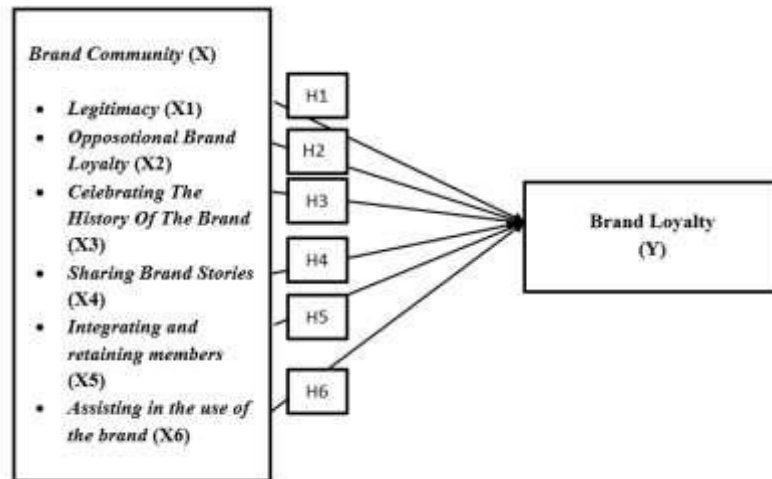 Brand Community (X)
• Legitimacy (X1)
• Opposotional Brand
Loyalty (X2)
• Celebrating The
History Of The Brand
(X3)
• Sharing Brand Stories
(X4)
• Integrating and
retaining members
(X5)
• Assisting in the use of
the brand (X6)
H1
H2
H3
H4
H5
H6
Brand Loyalty
(Y)